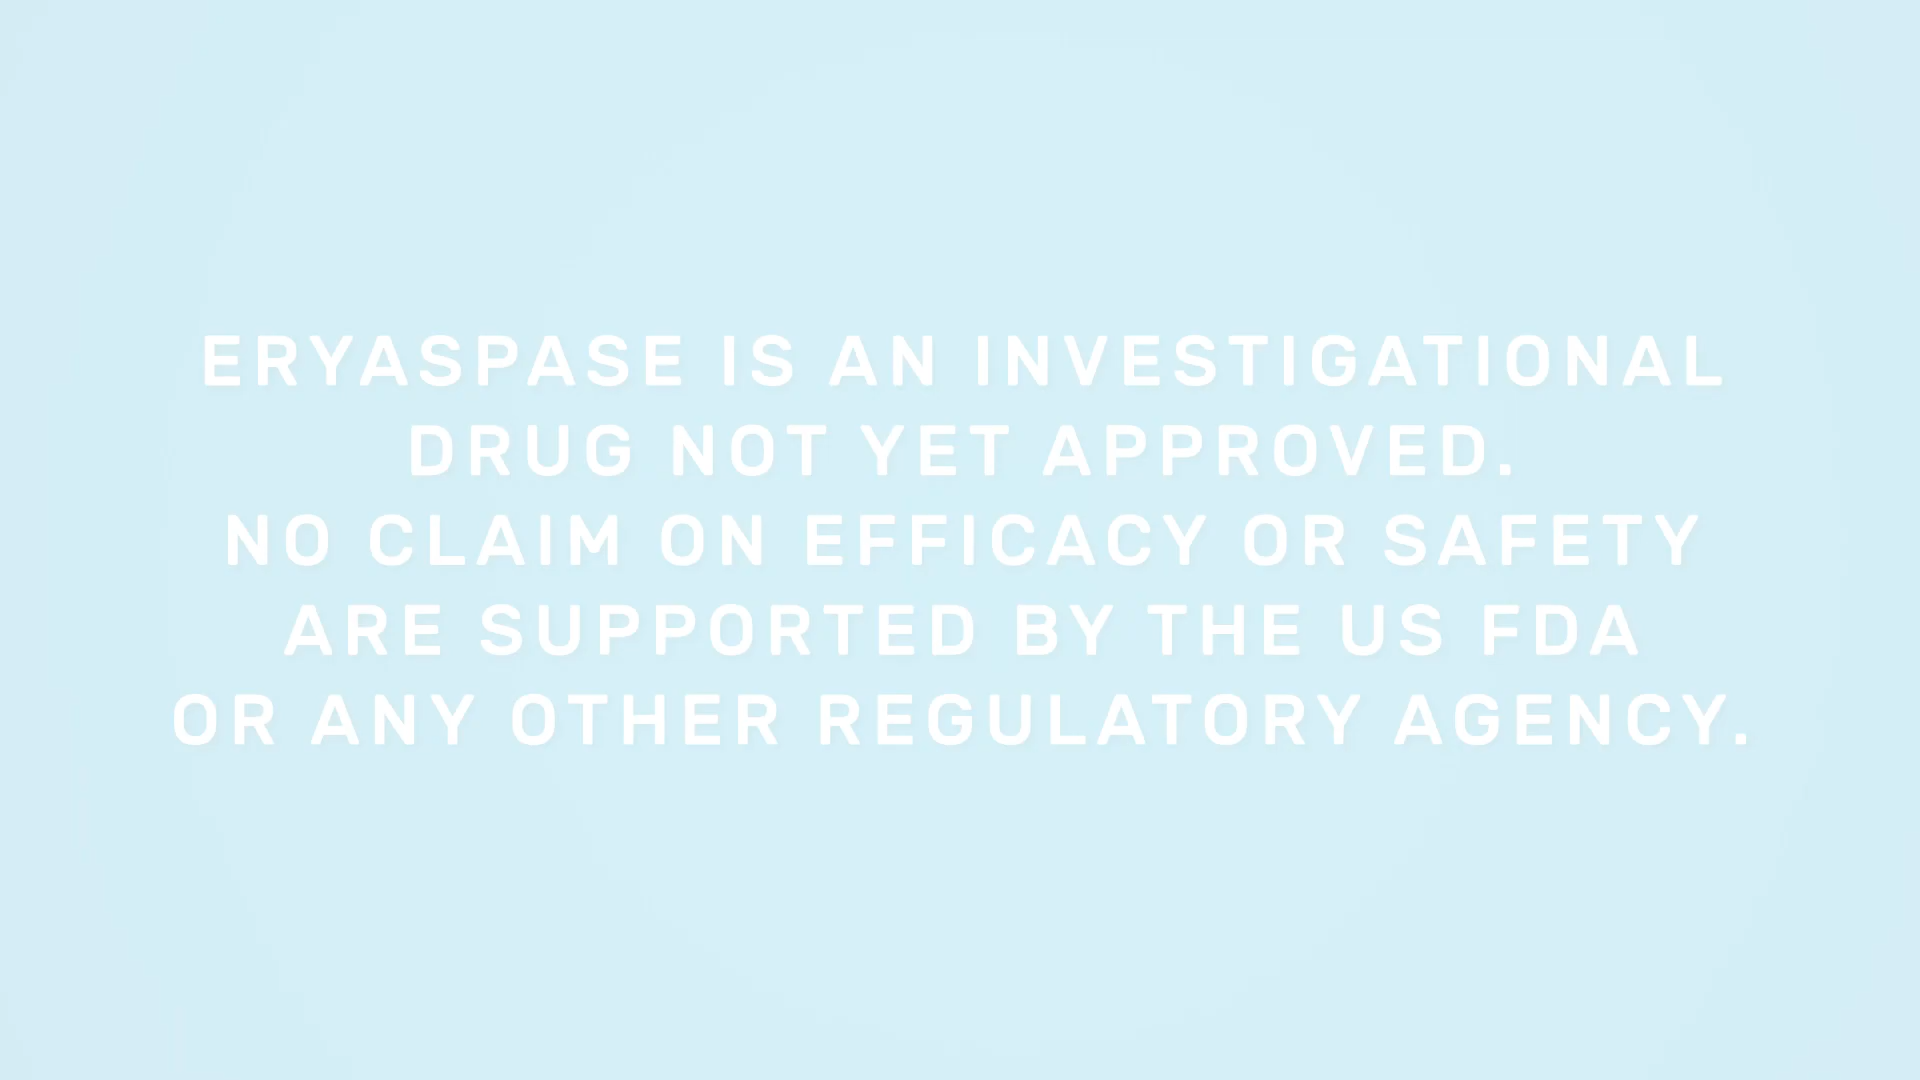 ERYASPASE IS AN INVESTIGATIONAL
DRUG NOT YET APPROVED.
NO CLAIM ON EFFICACY OR SAFETY
ARE SUPPORTED BY THE US FDA
OR ANY OTHER REGULATORY AGENCY.